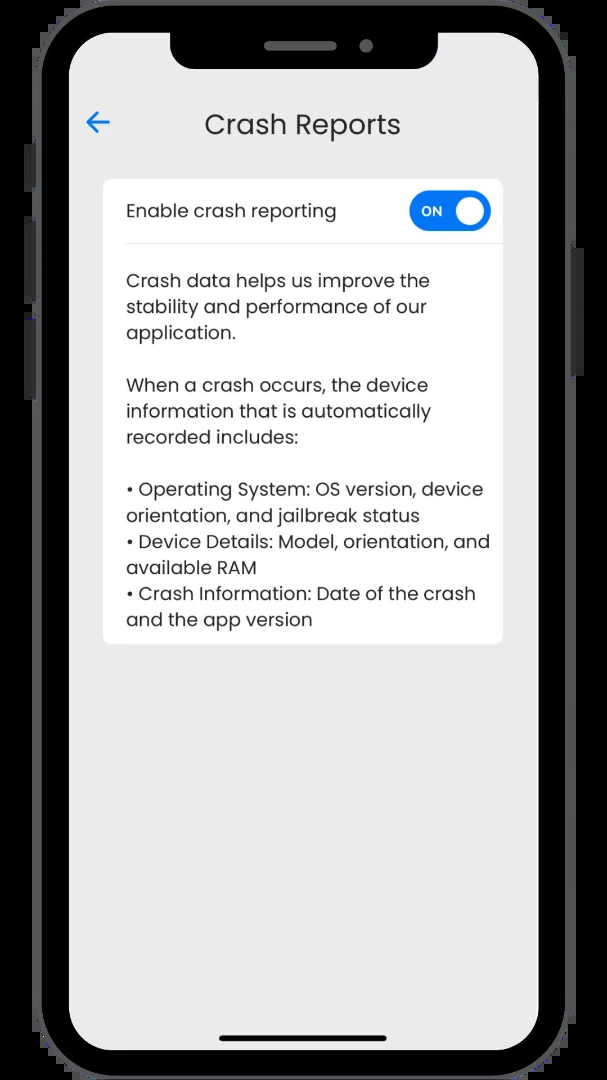 Crash Reports
Enable crash reporting
ON
Crash data helps us improve the
stability and performance of our
application.
When a crash occurs, the device
information that is automatically
recorded includes:
• Operating System: OS version, device
orientation, and jailbreak status
• Device Details: Model, orientation, and
available RAM
• Crash Information: Date of the crash
and the app version